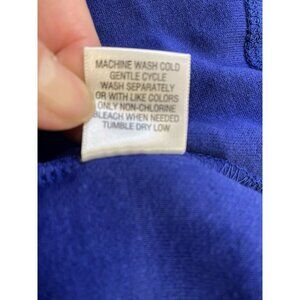 MACHINE WASH COLD
GENTLE CYCLE
WASH SEPARATELY
OR WITH LIKE COLORS
ONLY NON-CHLORINE
BLEACH WHEN NEEDED
TUMBLE DRY LOW